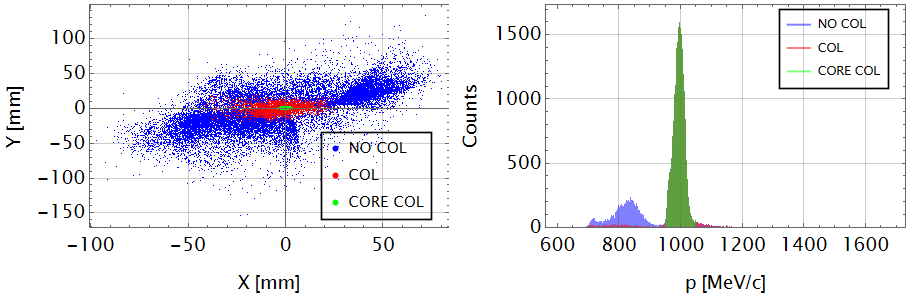 Y [mm]
100
50
0
−50
−100
−150
NO COL
COL
CORE COL
−100
−50
0
50
X [mm]
Counts
1500
1000
500
0
NO COL
COL
CORE COL
600
800
1000
1200
1400
1600
p [MeV/c]